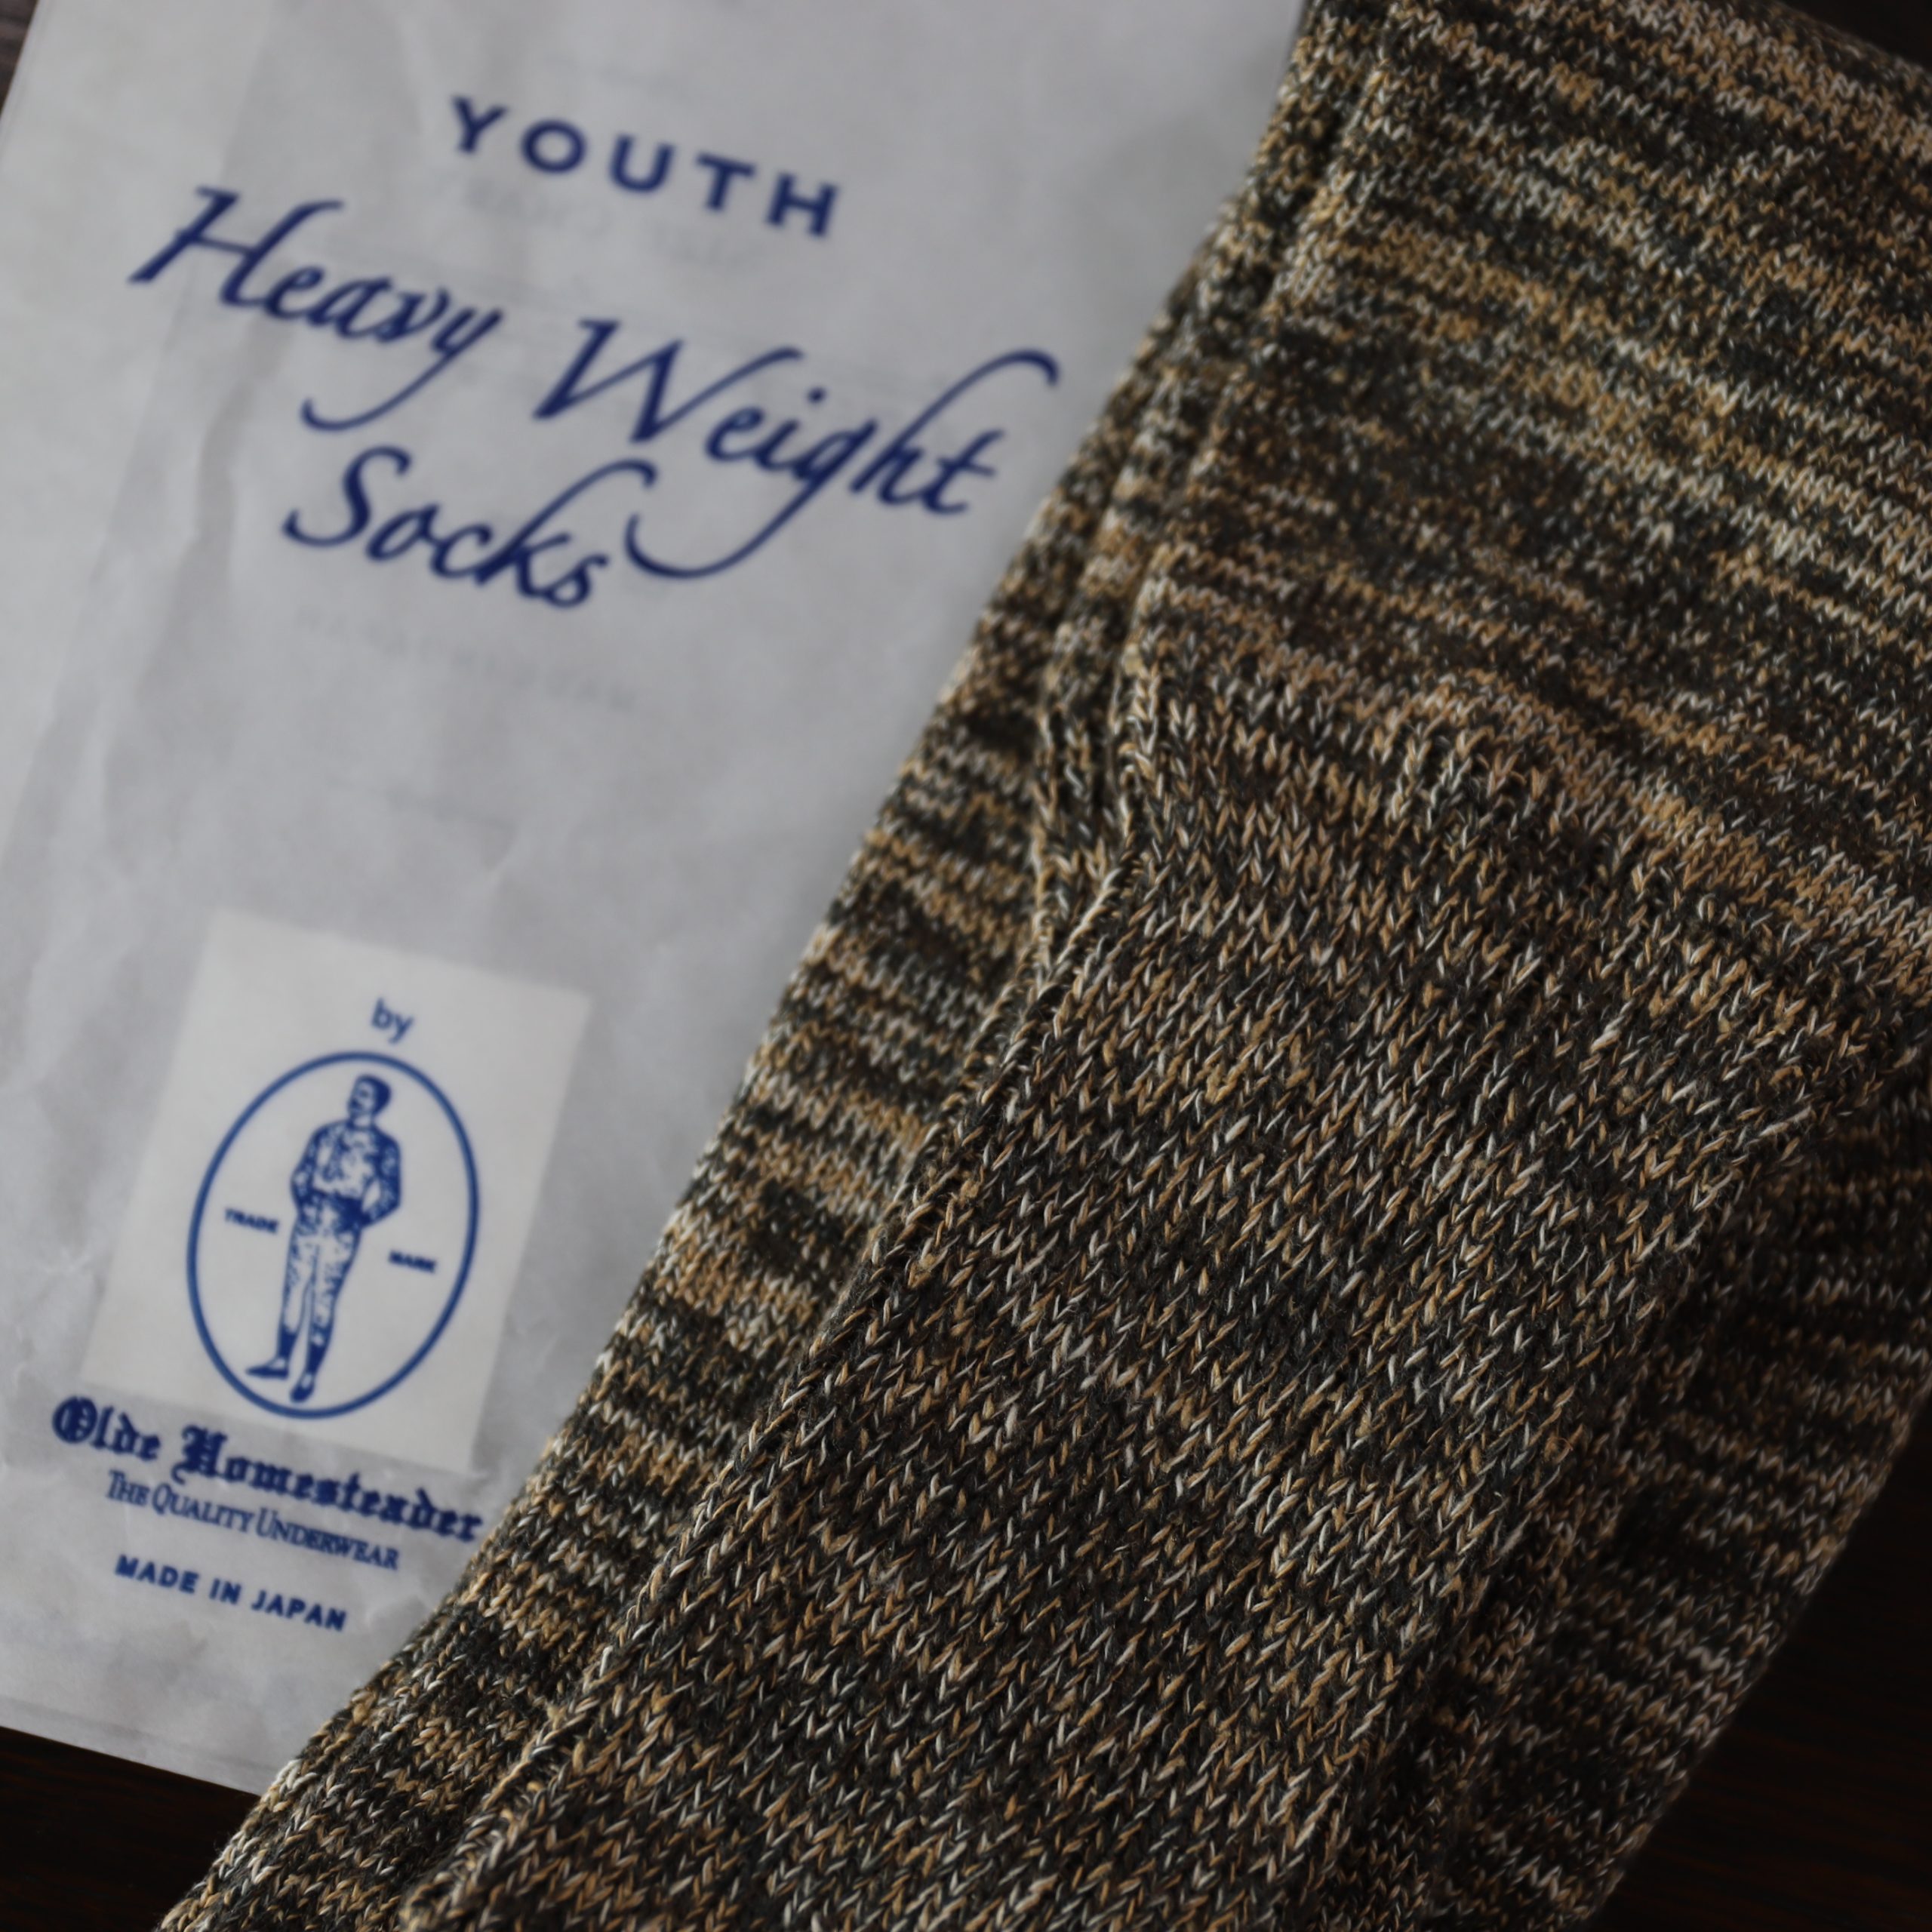 YOUTH
Heavy Weight
Socks
by
TRADE MARK
Olde Homesteader
THE QUALITY UNDERWEAR
MADE IN JAPAN